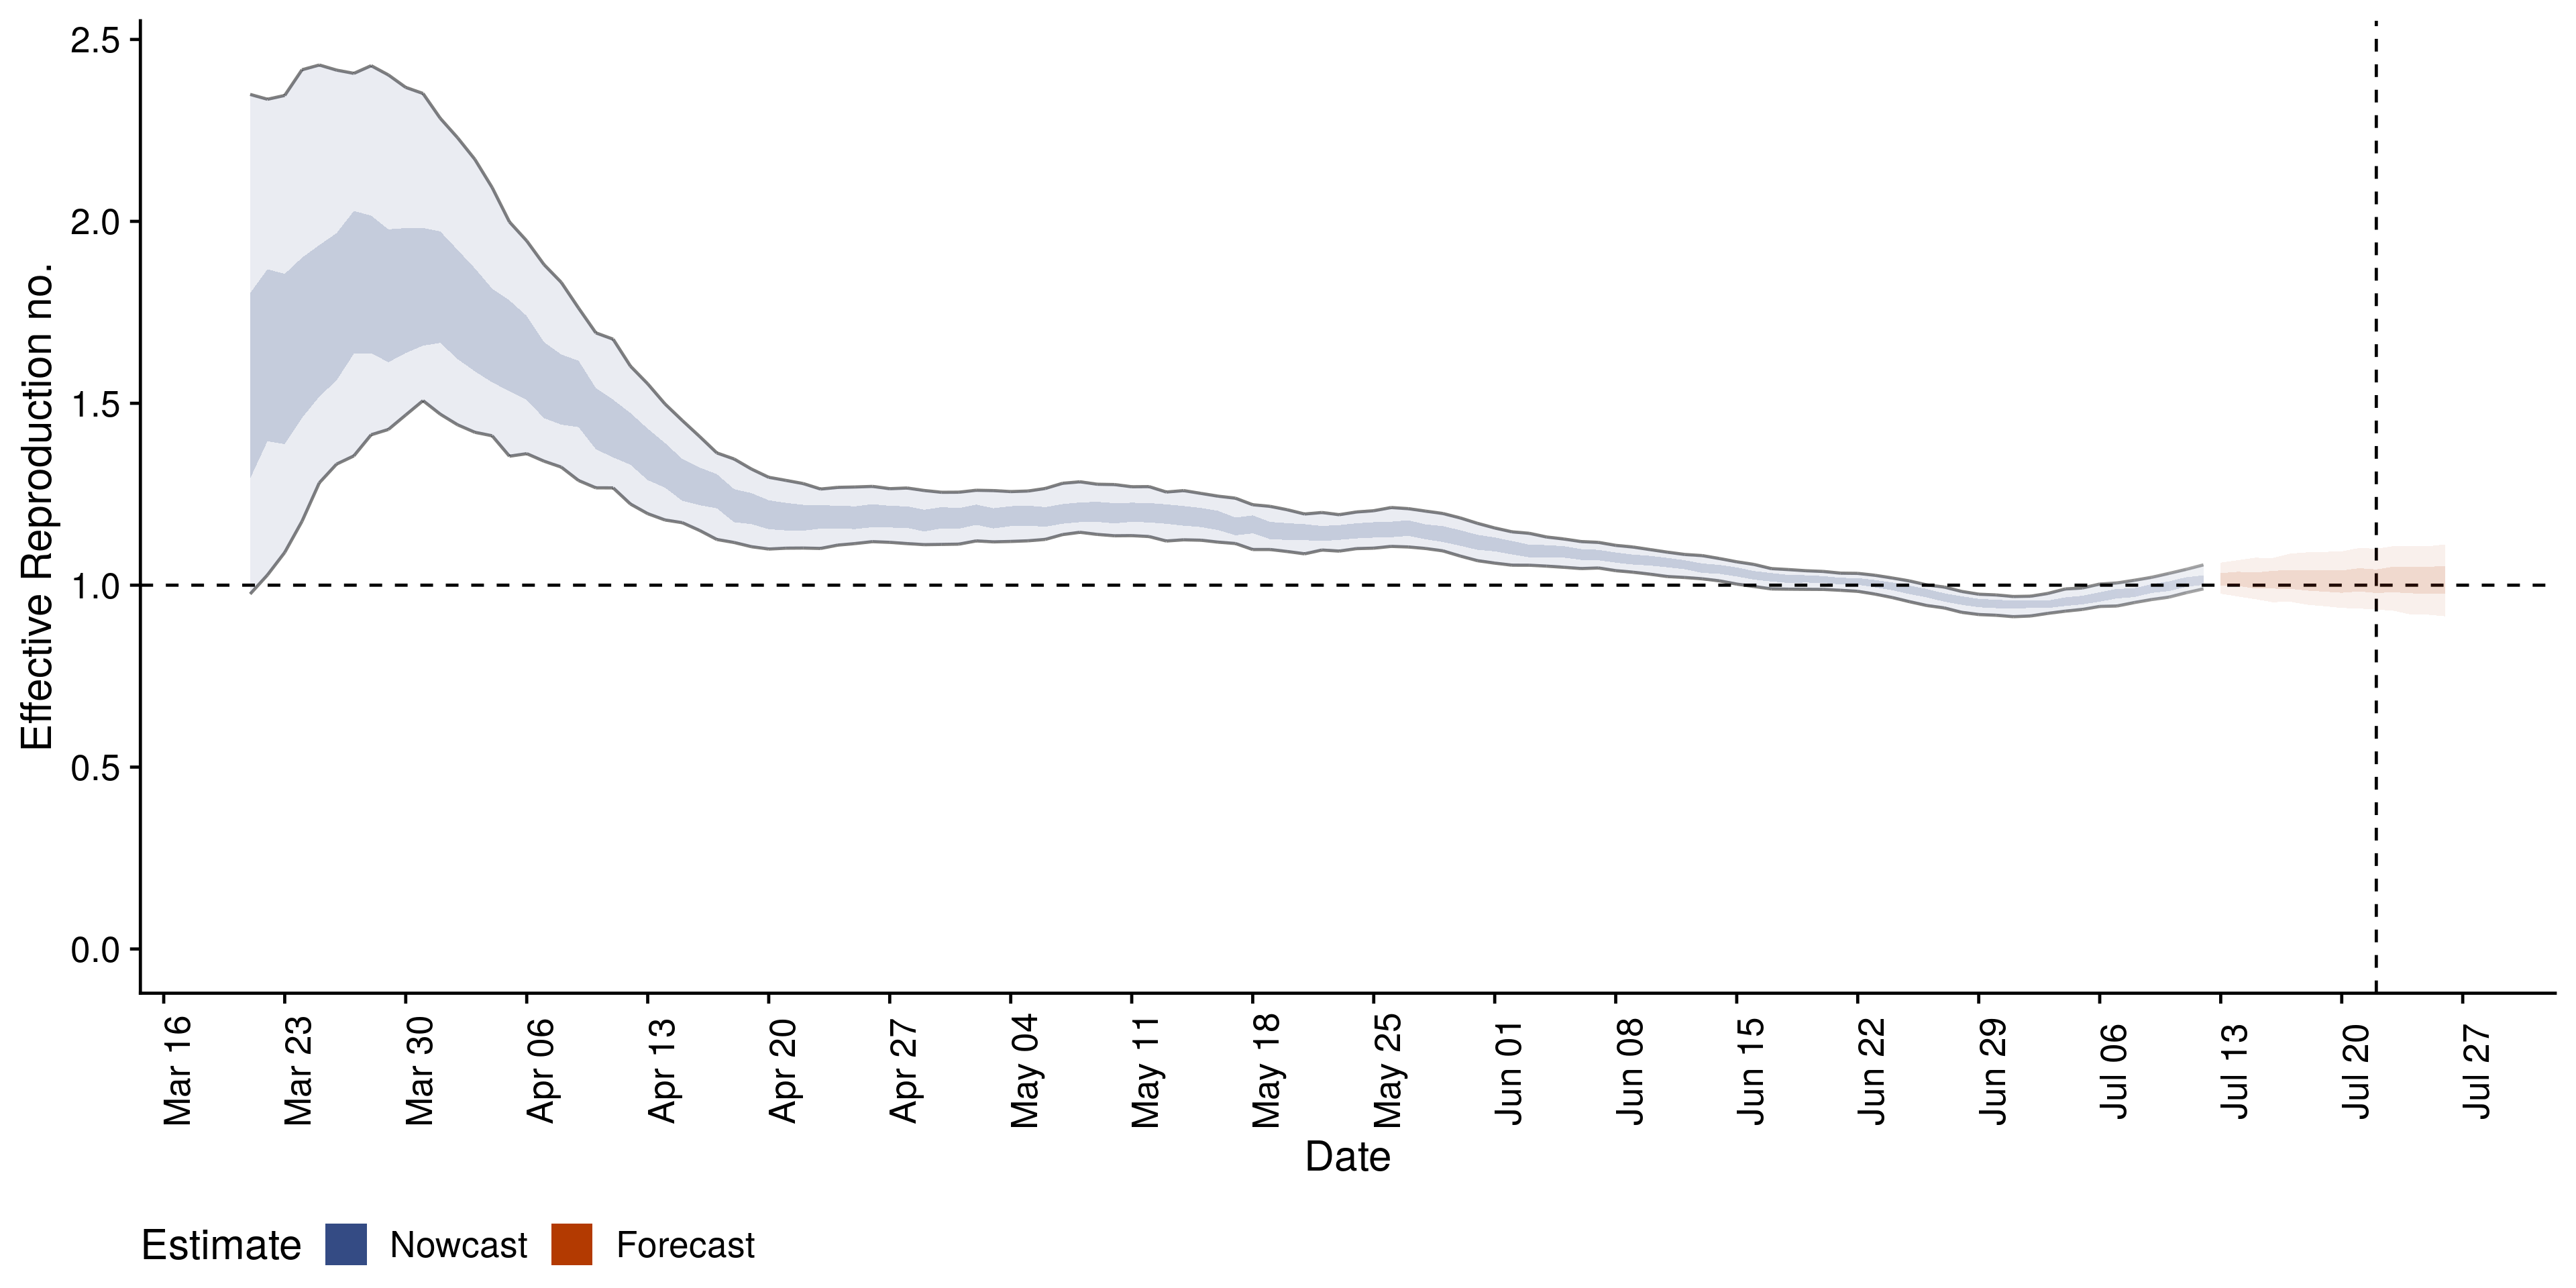 Effective Reproduction no.
2.5
2.0
1.5
1.0
0.5
0.0
Mar 16
Mar 23
Mar 30
Apr 06
Apr 13
Apr 20
Apr 27
May 04
May 11
May 18
May 25
Jun 01
Jun 08
Jun 15
Jun 22
Jun 29
Jul 06
Jul 13
Jul 20
Jul 27
Date
Estimate Nowcast Forecast